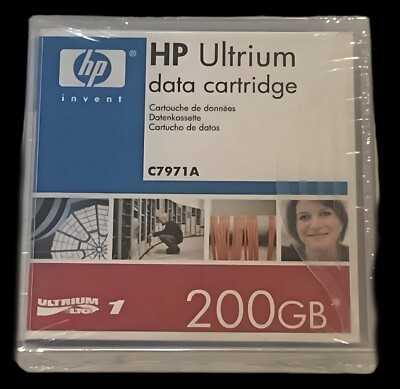 hp
invent
HP Ultrium
data cartridge
Cartouche de données
Datenkassette
Cartucho de datos
C7971A
ULTRIUM
LTO
1
200GB